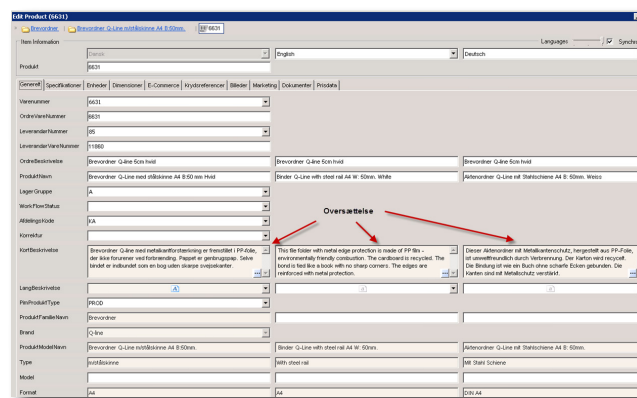 Edit Product (6631)
Brevordner | Brevordner Q-Line m/stålskinne A4 B:50mm. | 6631
Item Information Languages Synchro
Dansk English Deutsch
Produkt 6631
Generelt Specifikationer Enheder Dimensioner E-Commerce Krydsreferencer Billeder Marketing Dokumenter Prisdata
Varenummer 6631
OrdreVareNummer 6631
LeverandørNummer 85
LeverandørVareNummer 11060
OrdreBeskrivelse Brevordner Q-line 5cm hvid Brevordner Q-line 5cm hvid Brevordner Q-line 5cm hvid
ProduktNavn Brevordner Q-Line med stålskinne A4 B:50 mm Hvid Binder Q-Line with steel rail A4 W: 50mm. White Aktenordner Q-Line mit Stahlschiene A4 B: 50mm. Weiss
LagerGruppe A
WorkFlowStatus
AfdelingsKode KA
Oversættelse
Korrektur
KortBeskrivelse Brevordner Q-Line med metalkantforstærkning er fremstillet i PP-folie, This file folder with metal edge protection is made of PP film - Dieser Aktenordner mit Metallkantenschutz, hergestellt aus PP-Folie,
der ikke forurener ved forbrænding. Pappet er genbrugspap. Selve environmentally friendly combustion. The cardboard is recycled. The ist umweltfreundlich durch Verbrennung. Der Karton wird recycelt.
bindet er indbundet som en bog uden skarpe svejsekanter. bond is tied like a book with no sharp corners. The edges are Die Bindung ist wie ein Buch ohne scharfe Ecken gebunden. Die
reinforced with metal protection. Kanten sind mit Metallschutz verstärkt.
LangBeskrivelse
PimProduktType PROD
ProduktFamilieNavn Brevordner
Brand Q-line
ProduktModelNavn Brevordner Q-Line m/stålskinne A4 B:50mm. Binder Q-Line with steel rail A4 W: 50mm. Aktenordner Q-Line mit Stahlschiene A4 B: 50mm.
Type m/stålskinne With steel rail Mit Stahl Schiene
Model
Format A4 A4 DIN A4